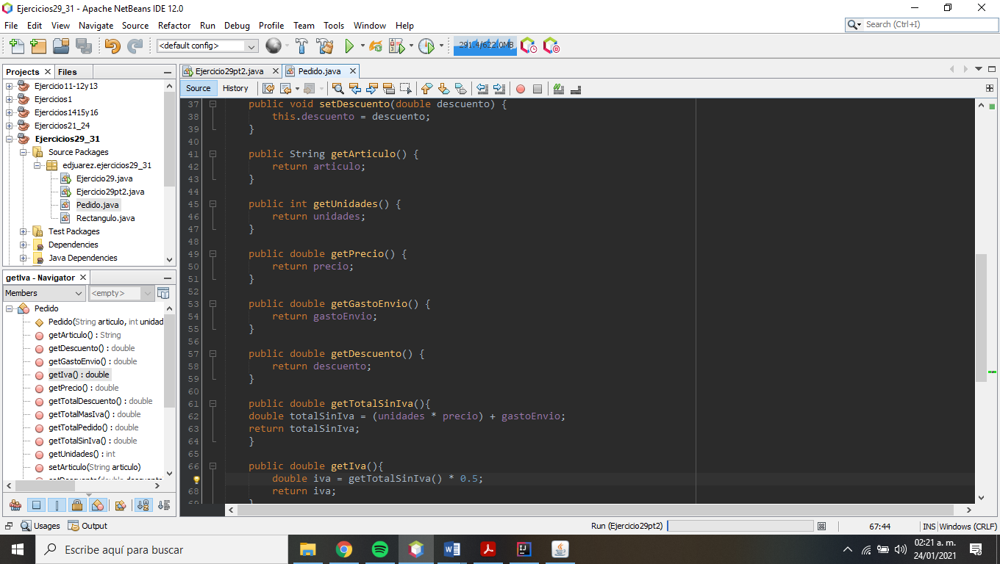 Ejercicios29_31 - Apache NetBeans IDE 12.0
File Edit View Navigate Source Refactor Run Debug Profile Team Tools Window Help
Search (Ctrl+I)
<default config>
291.4/622.0MB
Projects Files
Ejercicio11-12y13
Ejercicios1
Ejercicios1415y16
Ejercicios21_24
Ejercicios29_31
Source Packages
edjuarez.ejercicios29_31
Ejercicio29.java
Ejercicio29pt2.java
Pedido.java
Rectangulo.java
Test Packages
Dependencies
Java Dependencies
getIva - Navigator
Members
<empty>
Pedido
Pedido(String articulo, int unidad
getArticulo() : String
getDescuento() : double
getGastoEnvio() : double
getIva() : double
getPrecio() : double
getTotalDescuento() : double
getTotalMasIva() : double
getTotalPedido() : double
getTotalSinIva() : double
getUnidades() : int
setArticulo(String articulo)
Ejercicio29pt2.java Pedido.java
Source History
37 public void setDescuento(double descuento) {
38 this.descuento = descuento;
39 }
40
41 public String getArticulo() {
42 return articulo;
43 }
44
45 public int getUnidades() {
46 return unidades;
47 }
48
49 public double getPrecio() {
50 return precio;
51 }
52
53 public double getGastoEnvio() {
54 return gastoEnvio;
55 }
56
57 public double getDescuento() {
58 return descuento;
59 }
60
61 public double getTotalSinIva(){
62 double totalSinIva = (unidades * precio) + gastoEnvio;
63 return totalSinIva;
64 }
65
66 public double getIva(){
double iva = getTotalSinIva() * 0.5;
68 return iva;
69 }
Usages Output
Run (Ejercicio29pt2)
67:44
INS Windows (CRLF)
Escribe aquí para buscar
02:21 a. m.
24/01/2021